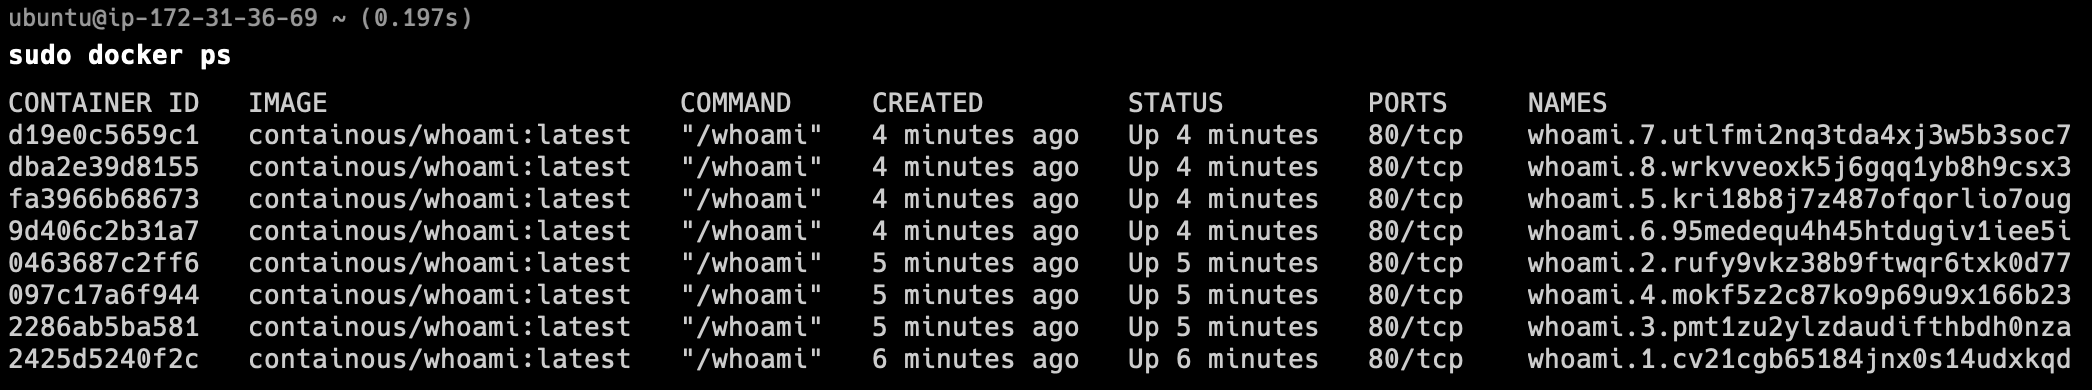 ubuntu@ip-172-31-36-69 ~ (0.197s)
sudo docker ps
CONTAINER ID   IMAGE                      COMMAND     CREATED         STATUS         PORTS     NAMES
d19e0c5659c1   containous/whoami:latest   "/whoami"   4 minutes ago   Up 4 minutes   80/tcp    whoami.7.utlfmi2nq3tda4xj3w5b3soc7
dba2e39d8155   containous/whoami:latest   "/whoami"   4 minutes ago   Up 4 minutes   80/tcp    whoami.8.wrkvveoxk5j6gqq1yb8h9csx3
fa3966b68673   containous/whoami:latest   "/whoami"   4 minutes ago   Up 4 minutes   80/tcp    whoami.5.kri18b8j7z487ofqorlio7oug
9d406c2b31a7   containous/whoami:latest   "/whoami"   4 minutes ago   Up 4 minutes   80/tcp    whoami.6.95medequ4h45htdugiv1iee5i
0463687c2ff6   containous/whoami:latest   "/whoami"   5 minutes ago   Up 5 minutes   80/tcp    whoami.2.rufy9vkz38b9ftwqr6txk0d77
097c17a6f944   containous/whoami:latest   "/whoami"   5 minutes ago   Up 5 minutes   80/tcp    whoami.4.mokf5z2c87ko9p69u9x166b23
2286ab5ba581   containous/whoami:latest   "/whoami"   5 minutes ago   Up 5 minutes   80/tcp    whoami.3.pmt1zu2ylzdaudifthbdh0nza
2425d5240f2c   containous/whoami:latest   "/whoami"   6 minutes ago   Up 6 minutes   80/tcp    whoami.1.cv21cgb65184jnx0s14udxkqd